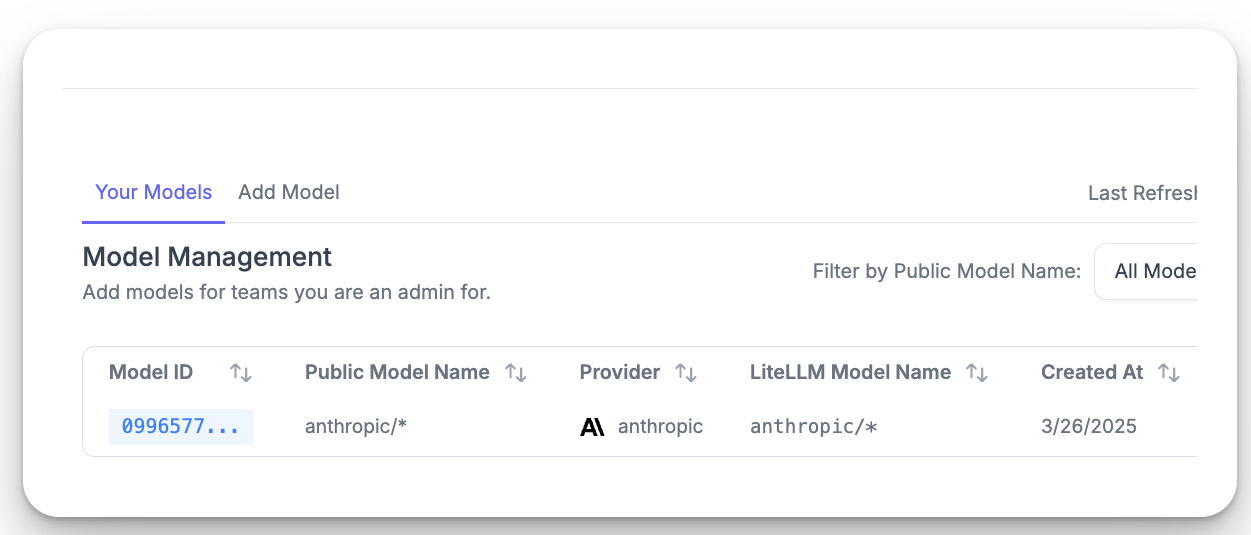 Your Models Add Model Last Refresh
Model Management
Filter by Public Model Name: All Mode
Add models for teams you are an admin for.
Model ID Public Model Name Provider LiteLLM Model Name Created At
0996577... anthropic/* anthropic anthropic/* 3/26/2025